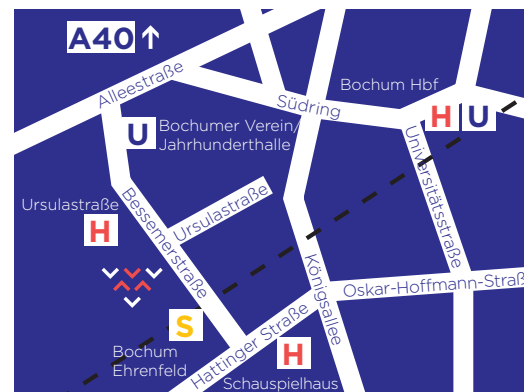 A40
Alleestraße
Südring
Bochum Hbf
H U
U
Bochumer Verein/
Jahrhunderthalle
Universitätsstraße
Ursulastraße
H
Bessemerstraße
Ursulastraße
Königsallee
Oskar-Hoffmann-Straß
S
Bochum
Ehrenfeld
Hattinger Straße
H
Schauspielhaus